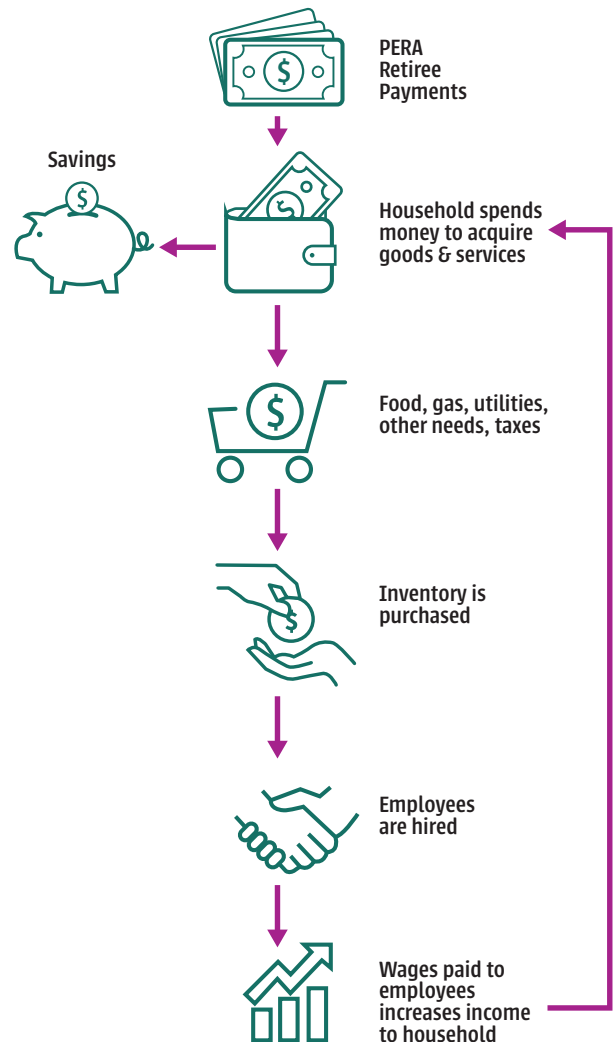 PERA
Retiree
Payments
Savings
Household spends
money to acquire
goods & services
Food, gas, utilities,
other needs, taxes
Inventory is
purchased
Employees
are hired
Wages paid to
employees
increases income
to household
$
$
$
$
$